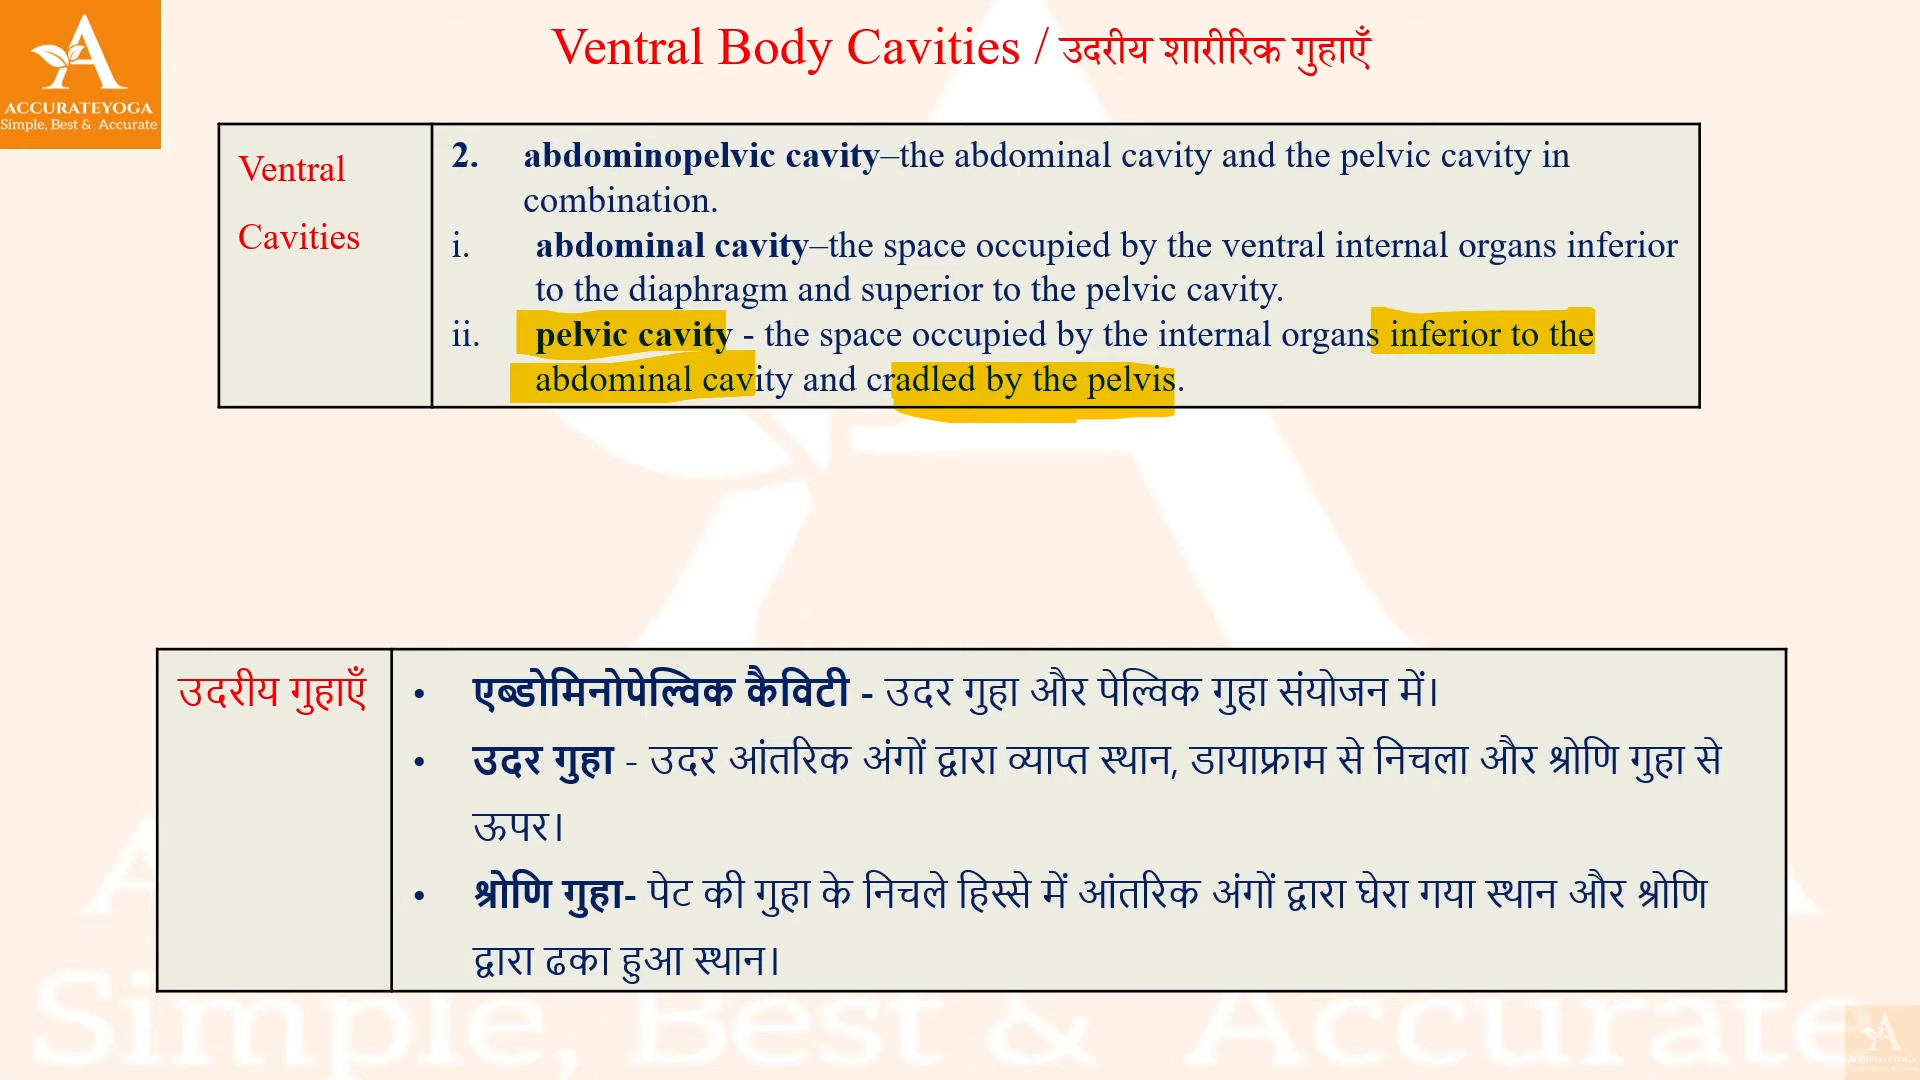 A
ACCURATEYOGA
Simple, Best & Accurate
Ventral Body Cavities / उदरीय शारीरिक गुहाएँ
Ventral
Cavities
2. abdominopelvic cavity–the abdominal cavity and the pelvic cavity in
combination.
i. abdominal cavity–the space occupied by the ventral internal organs inferior
to the diaphragm and superior to the pelvic cavity.
ii. pelvic cavity - the space occupied by the internal organs inferior to the
abdominal cavity and cradled by the pelvis.
उदरीय गुहाएँ
• एब्डोमिनोपेल्विक कैविटी - उदर गुहा और पेल्विक गुहा संयोजन में।
• उदर गुहा - उदर आंतरिक अंगों द्वारा व्याप्त स्थान, डायाफ्राम से निचला और श्रोणि गुहा से
ऊपर।
• श्रोणि गुहा- पेट की गुहा के निचले हिस्से में आंतरिक अंगों द्वारा घेरा गया स्थान और श्रोणि
द्वारा ढका हुआ स्थान।
Simple, Best & Accurate